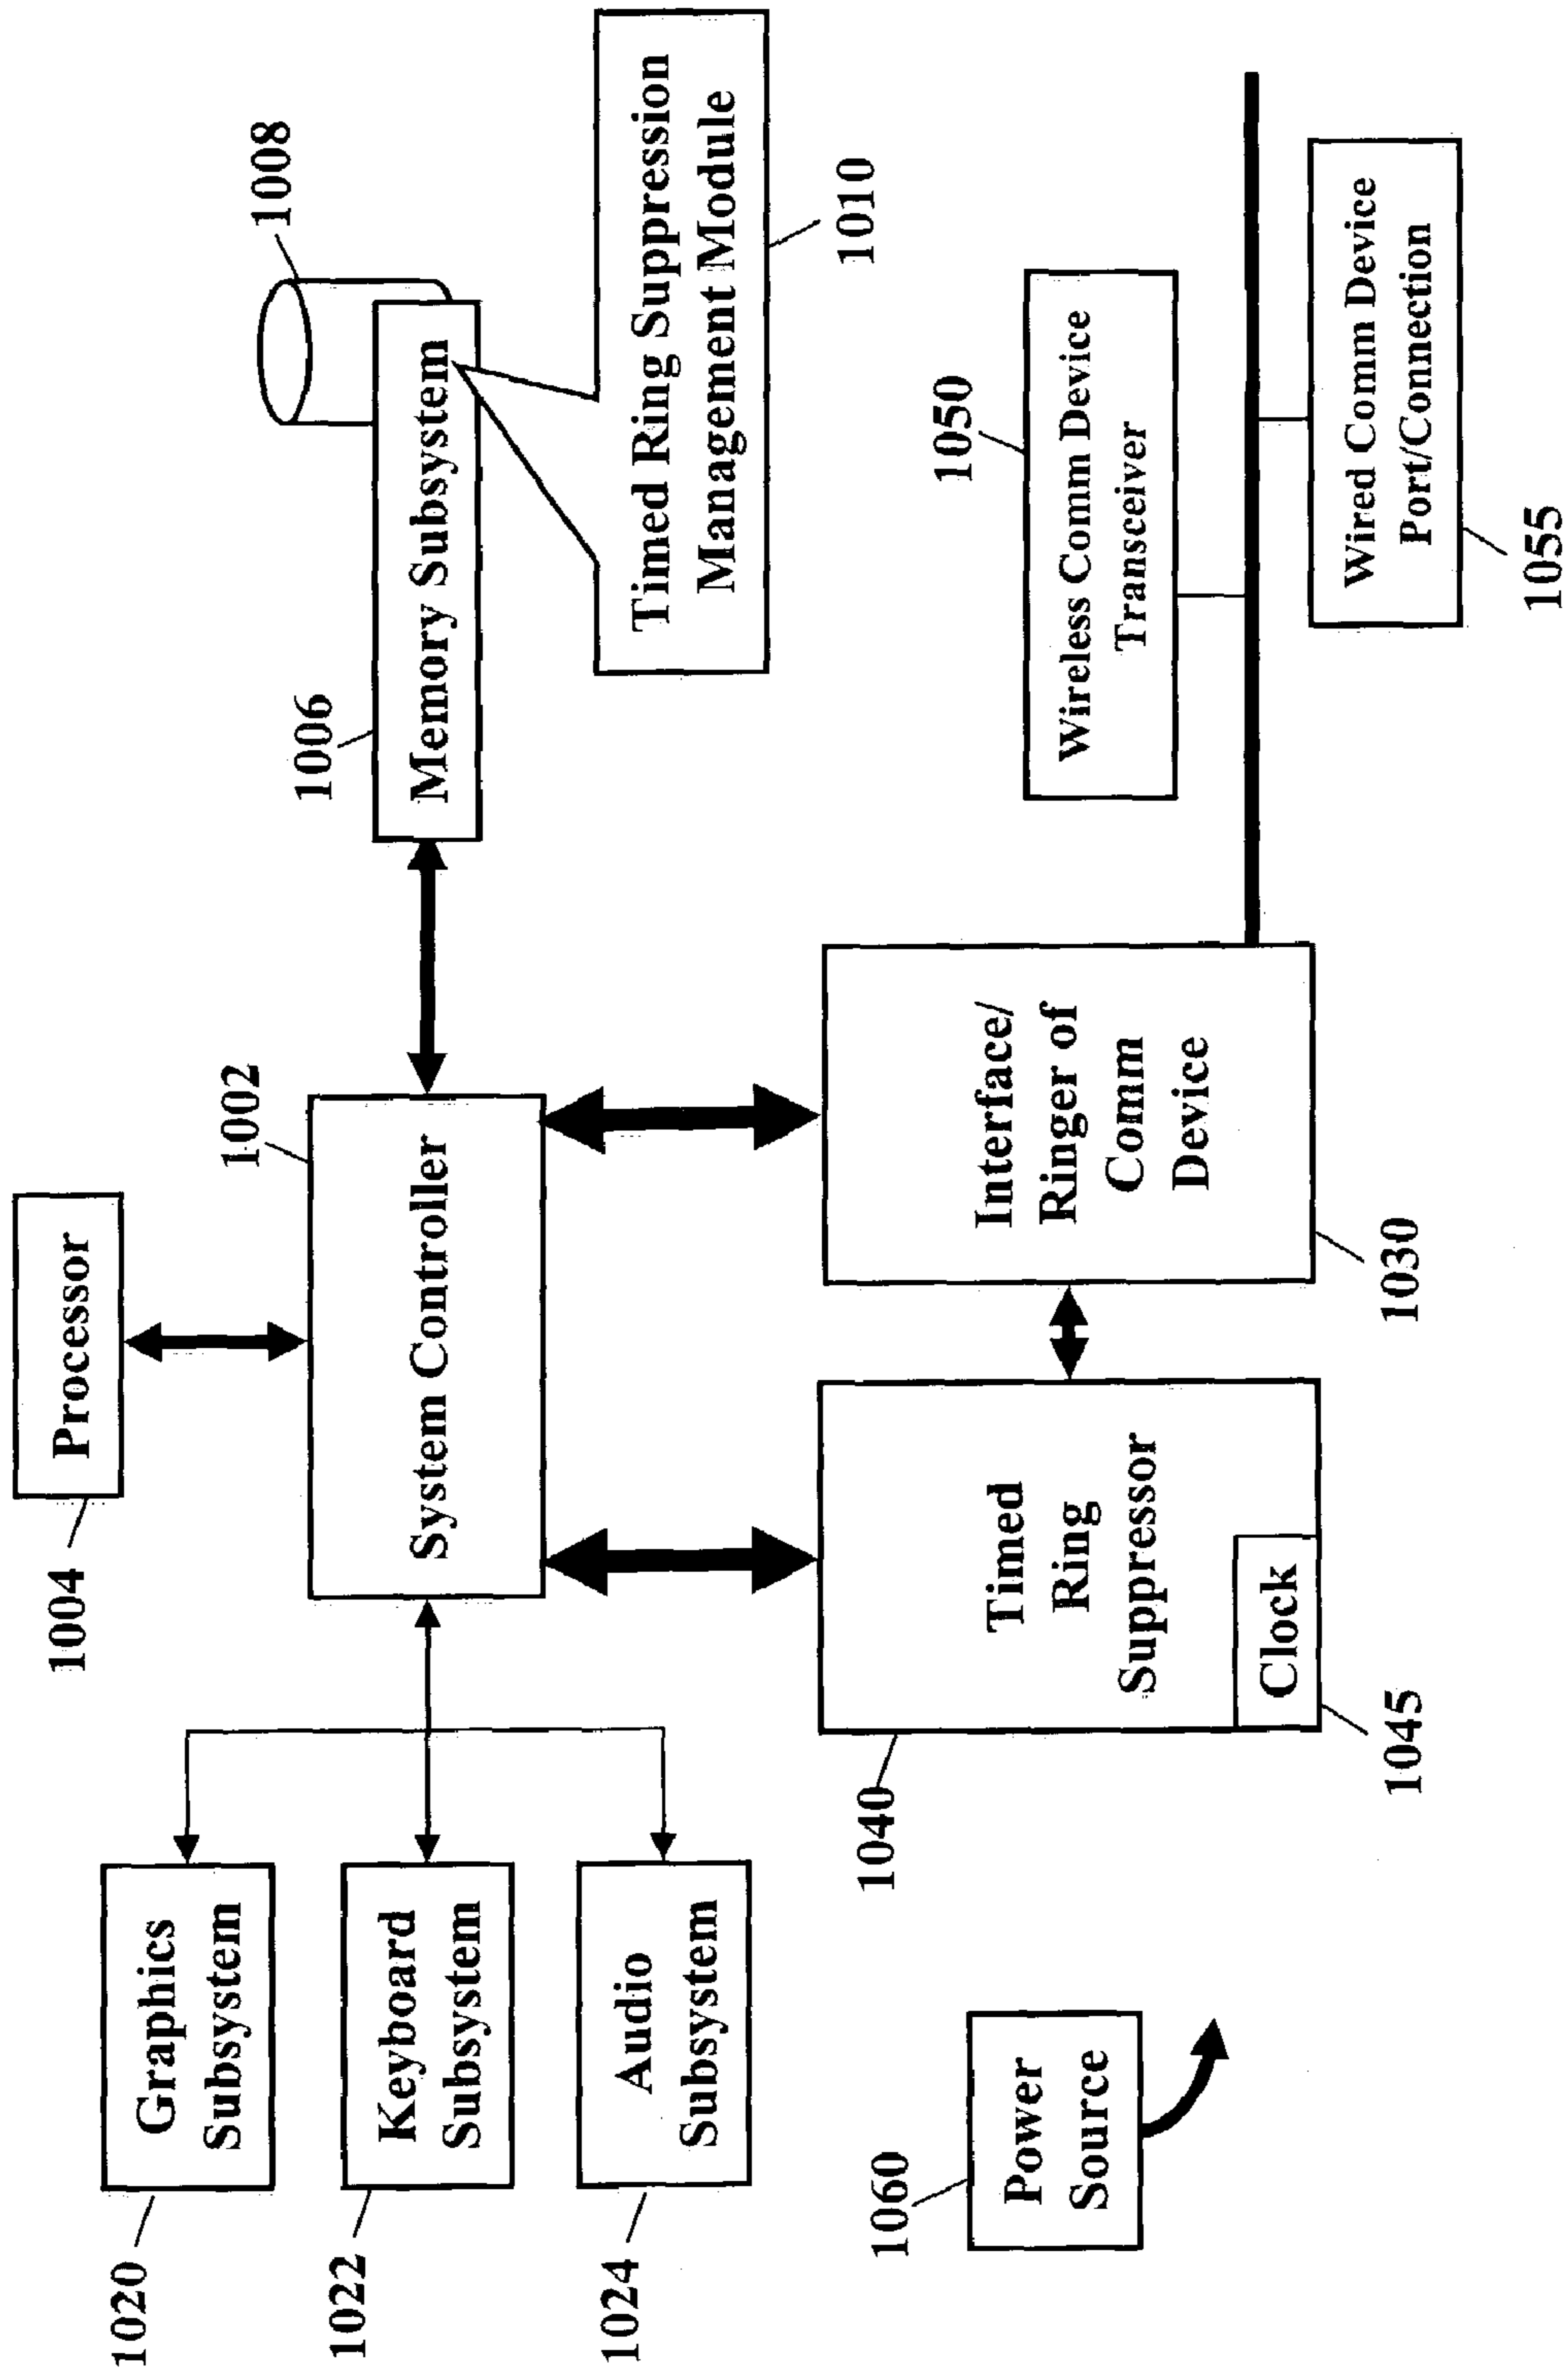 1004
Processor
1002
System Controller
1006
1008
Memory Subsystem
Timed Ring Suppression
Management Module
1010
1020
Graphics
Subsystem
1022
Keyboard
Subsystem
1024
Audio
Subsystem
1040
Timed
Ring
Suppressor
Clock
1045
Interface/
Ringer of
Comm
Device
1030
1050
Wireless Comm Device
Transceiver
Wired Comm Device
Port/Connection
1055
1060
Power
Source